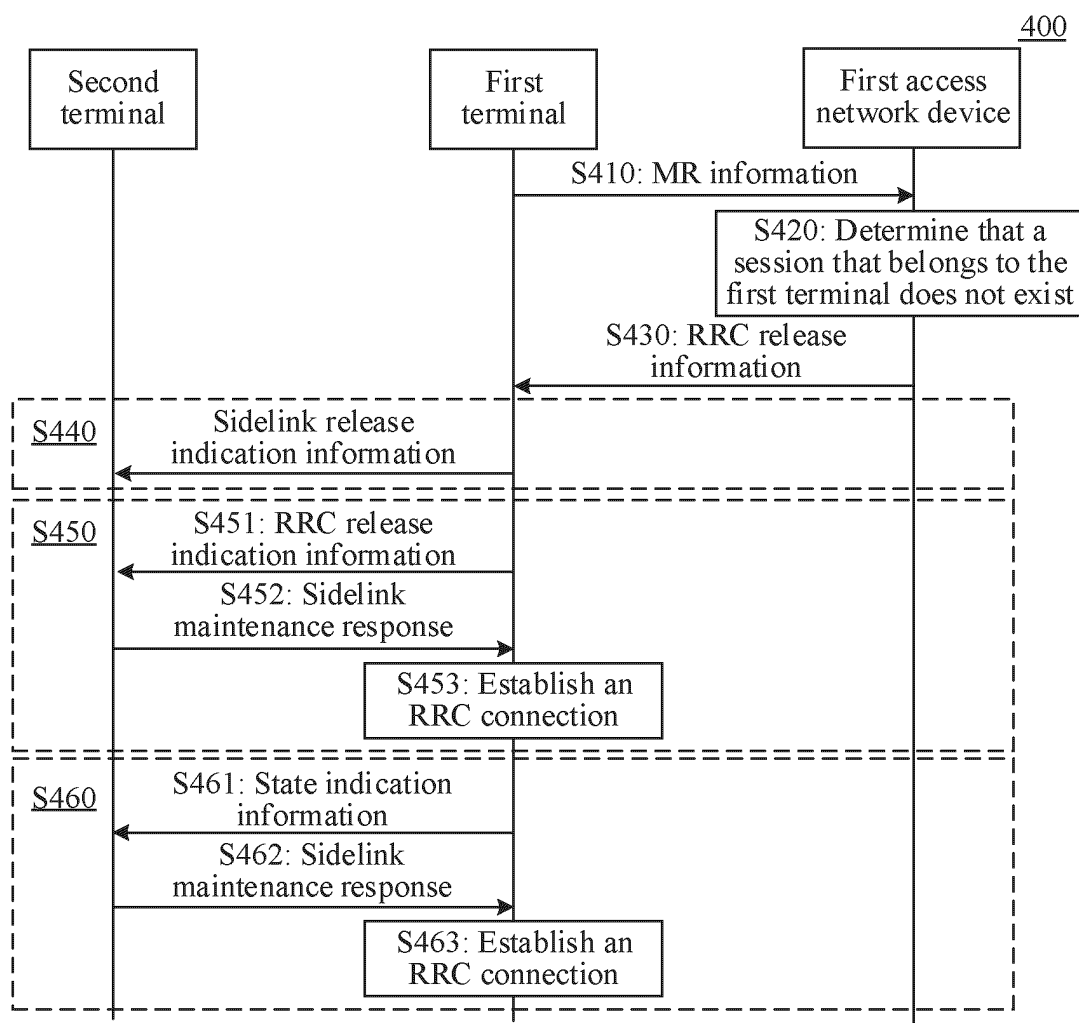 400
Second
terminal
First
terminal
First access
network device
S410: MR information
S420: Determine that a
session that belongs to the
first terminal does not exist
S430: RRC release
information
S440
Sidelink release
indication information
S450
S451: RRC release
indication information
S452: Sidelink
maintenance response
S453: Establish an
RRC connection
S460
S461: State indication
information
S462: Sidelink
maintenance response
S463: Establish an
RRC connection